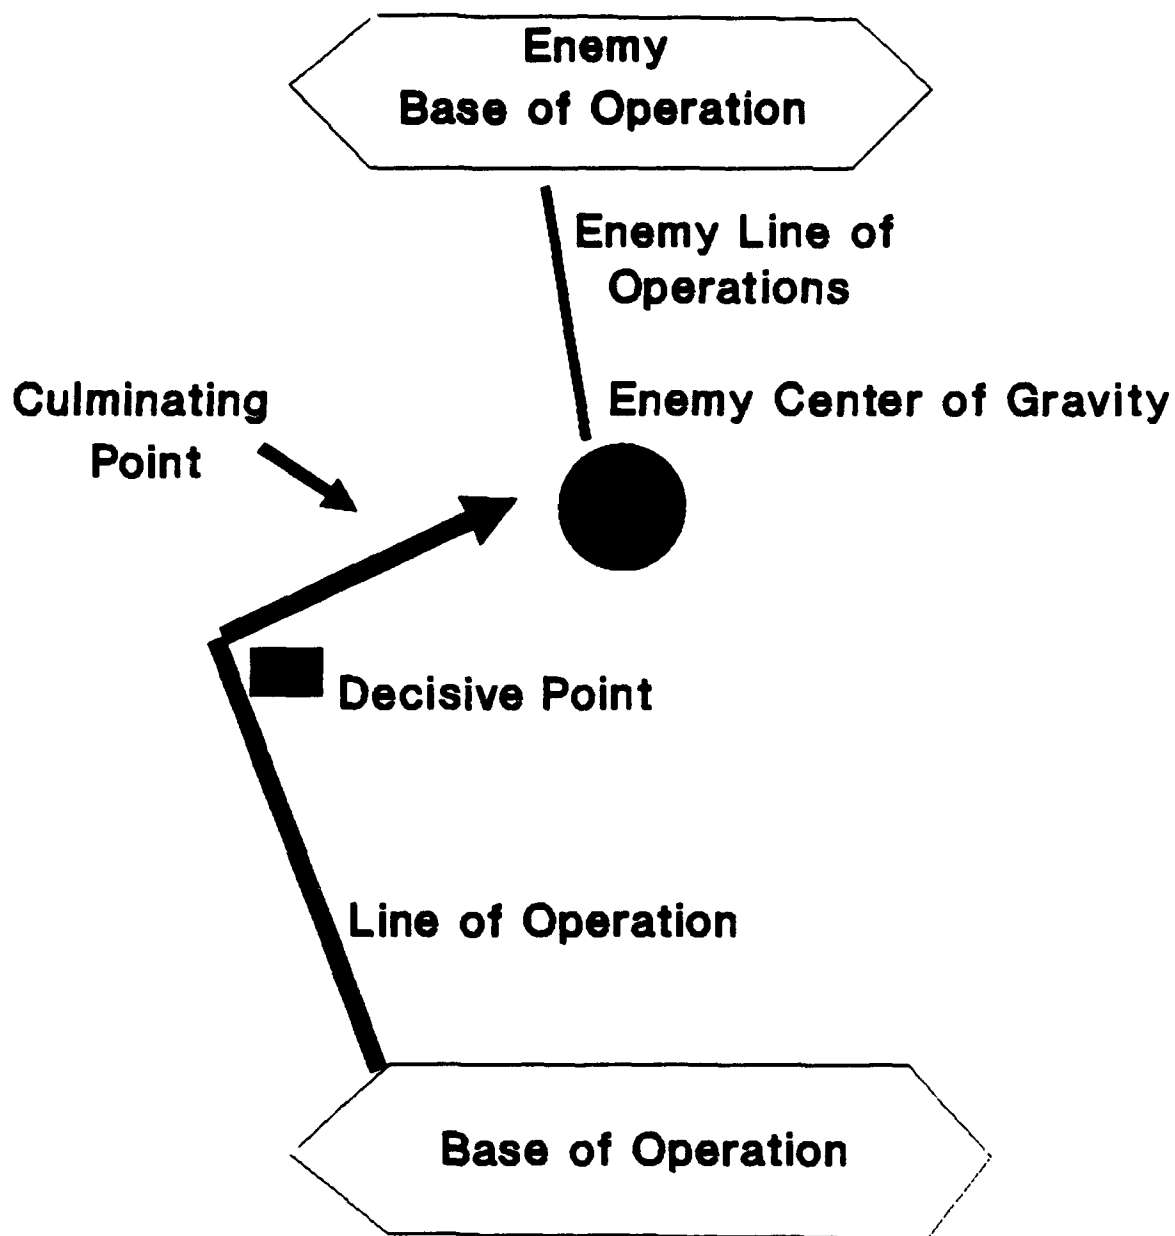 Enemy
Base of Operation
Enemy Line of
Operations
Culminating
Point
Enemy Center of Gravity
Decisive Point
Line of Operation
Base of Operation